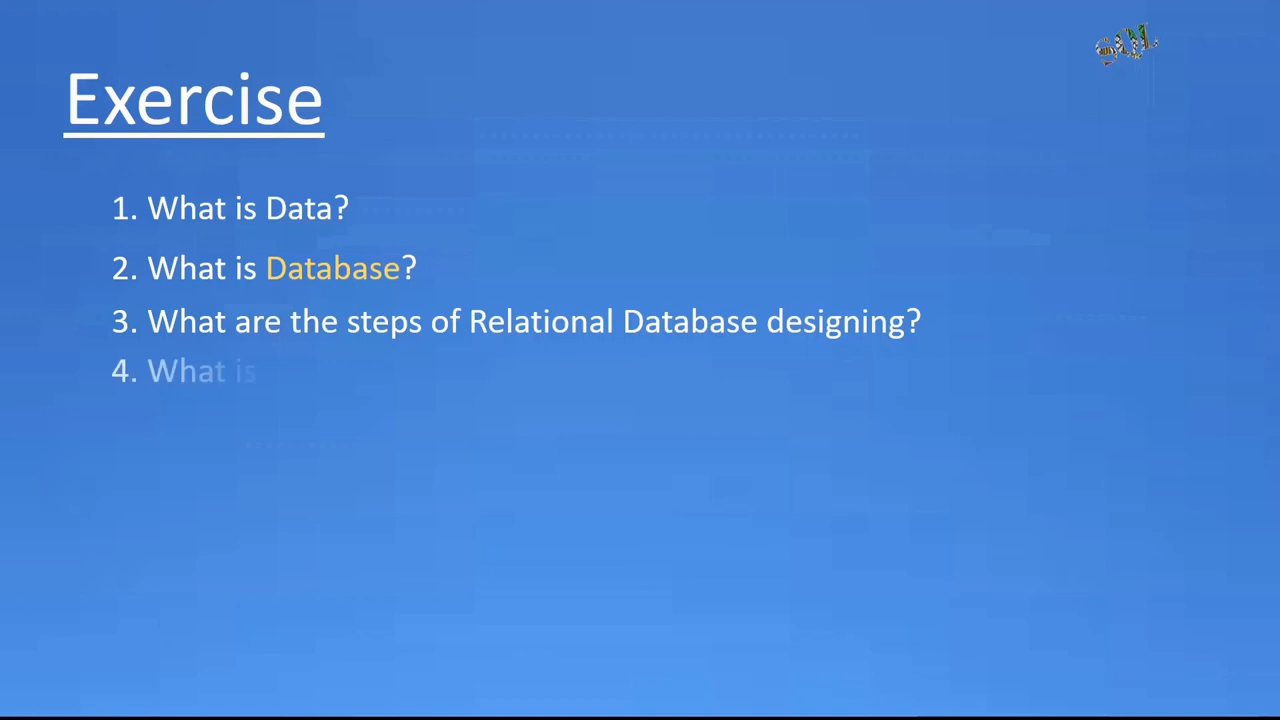 SQL
Exercise
1. What is Data?
2. What is Database?
3. What are the steps of Relational Database designing?
4. What is